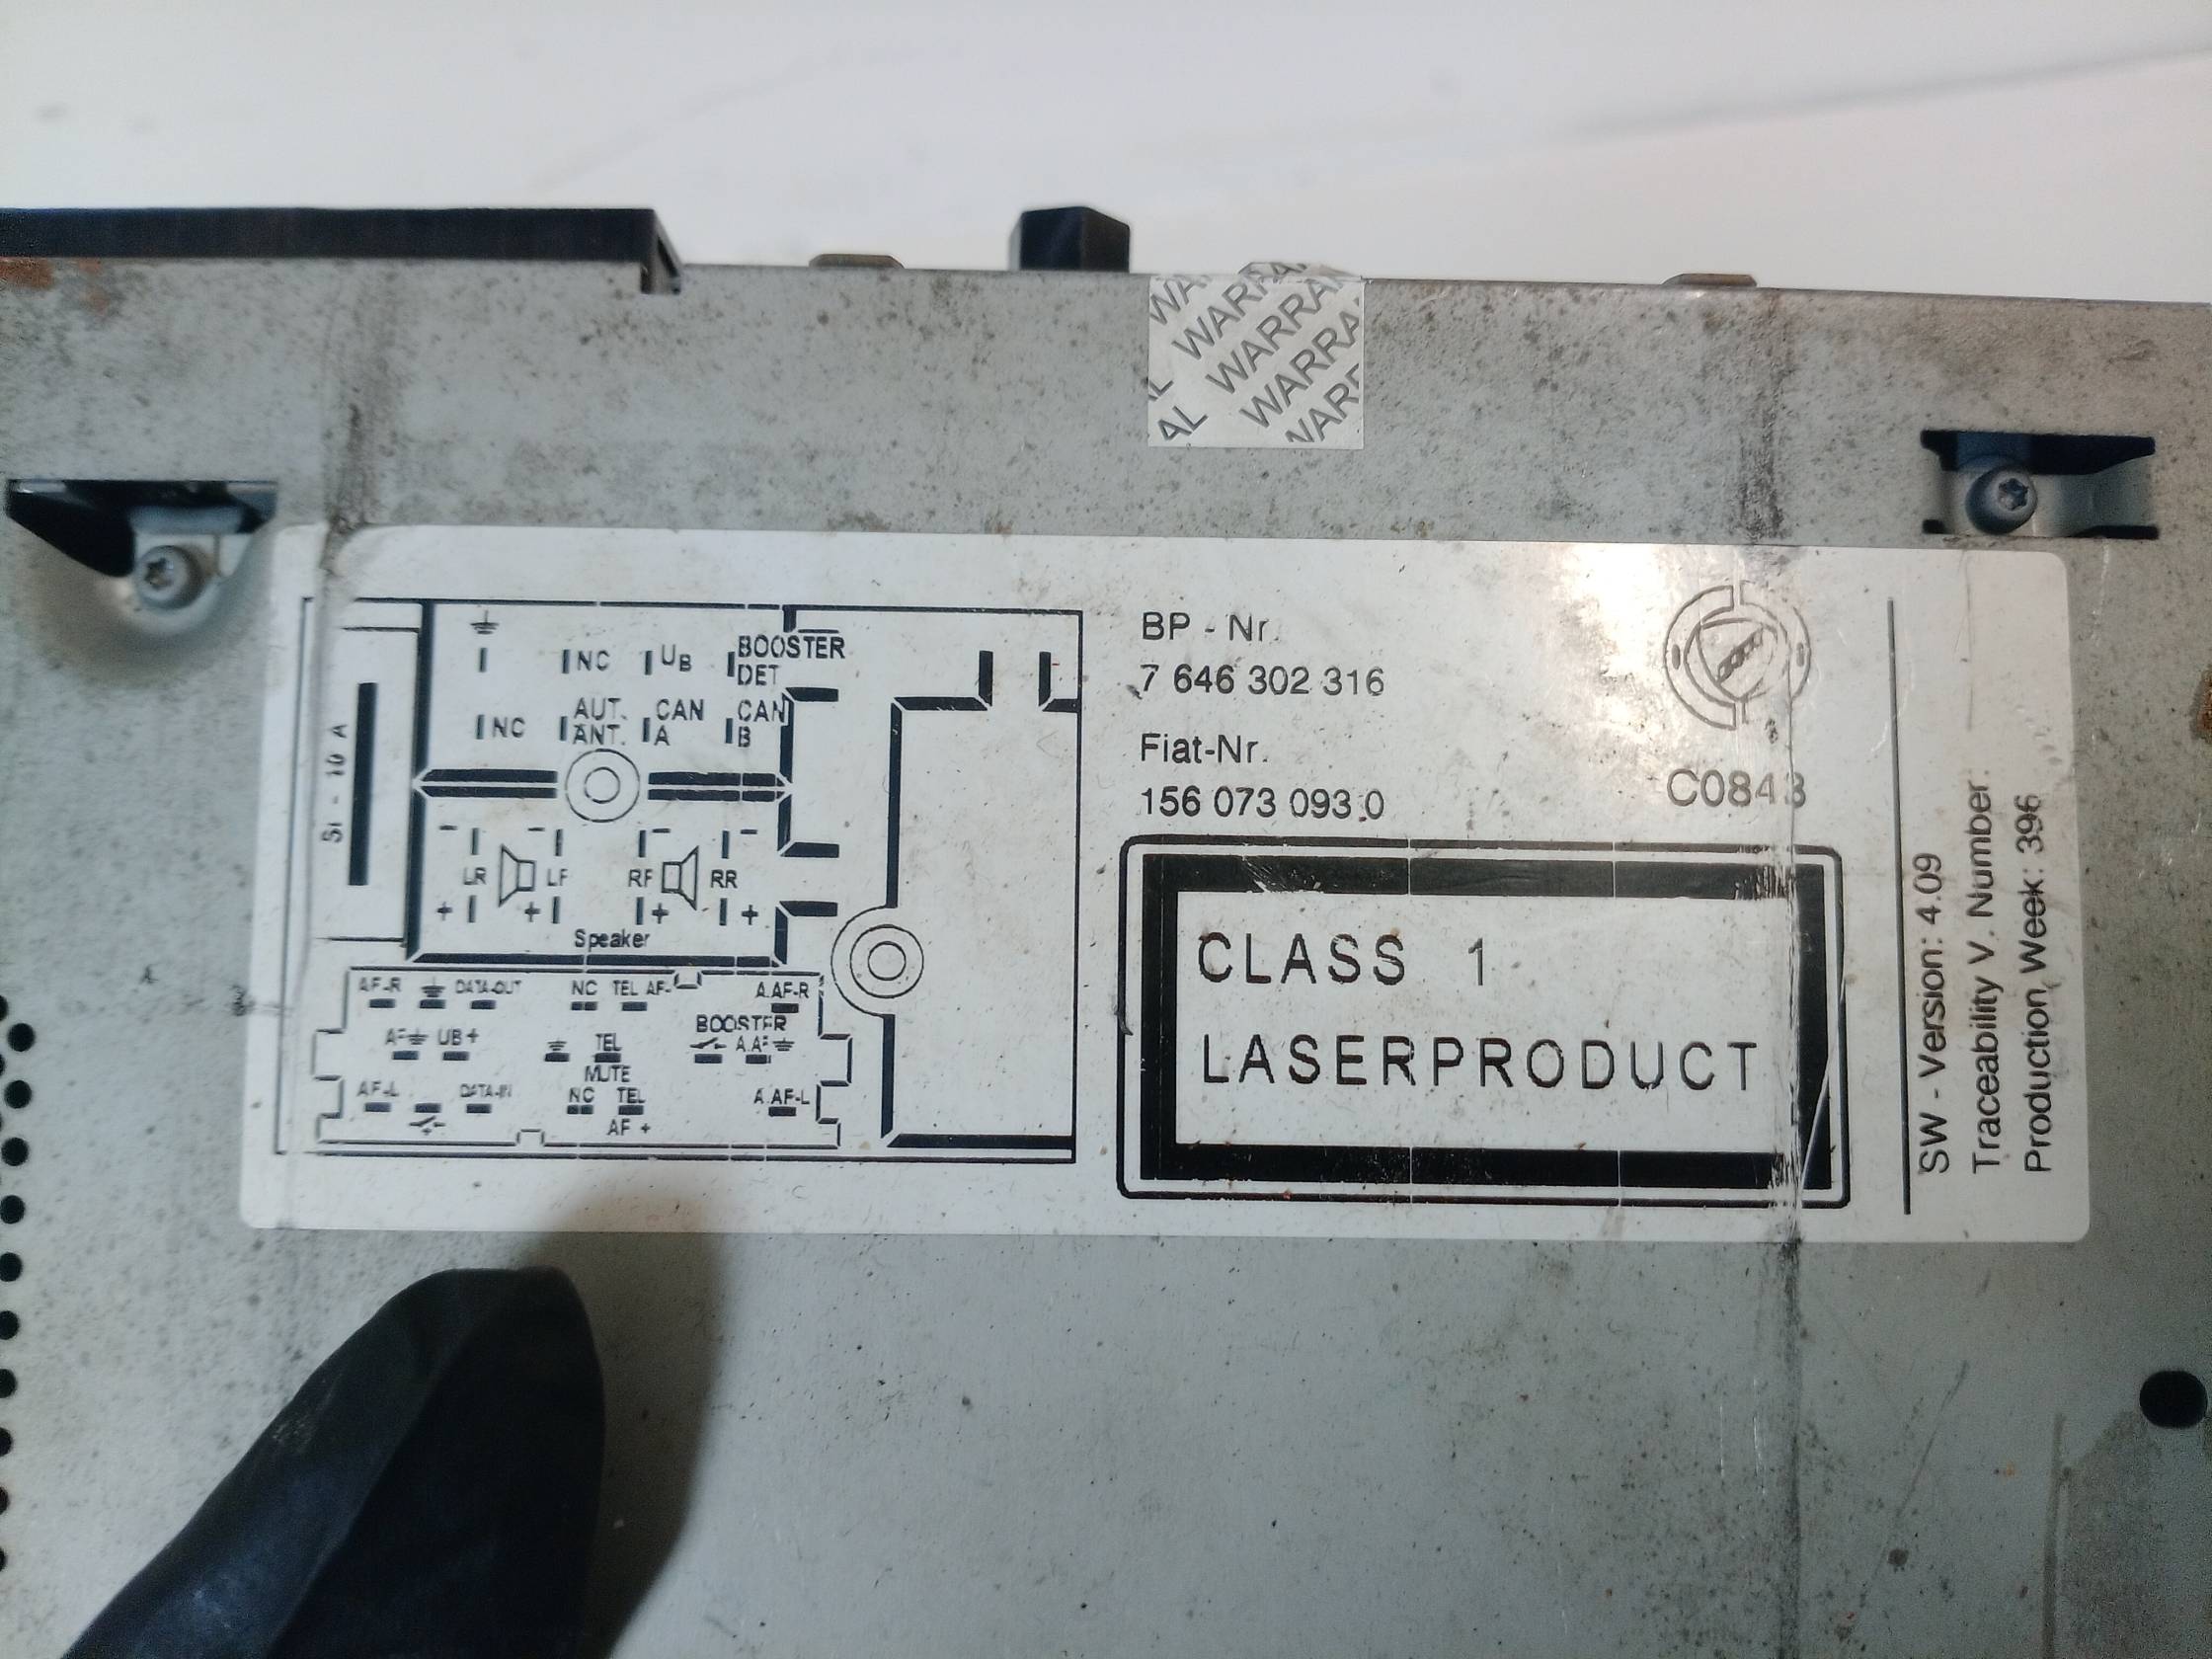 WARRA
WARRA
WARRA
WARRA
WARR
AL
AL
NC
UB
BOOSTER
DET
NC
AUT.
ANT.
CAN
A
CAN
B
10 A
- - - -
LR LF RF RR
+ + + +
Speaker
AF-R DATA-OUT NC TEL AF- A.AF-R
BOOSTER
AF UB+ TEL A.AF
MUTE
AF-L DATA-IN NC TEL A.AF-L
AF +
BP - Nr.
7 646 302 316
Fiat-Nr.
156 073 093 0
C0843
CLASS 1
LASERPRODUCT
SW - Version: 4.09
Traceability V. Number:
Production Week: 396